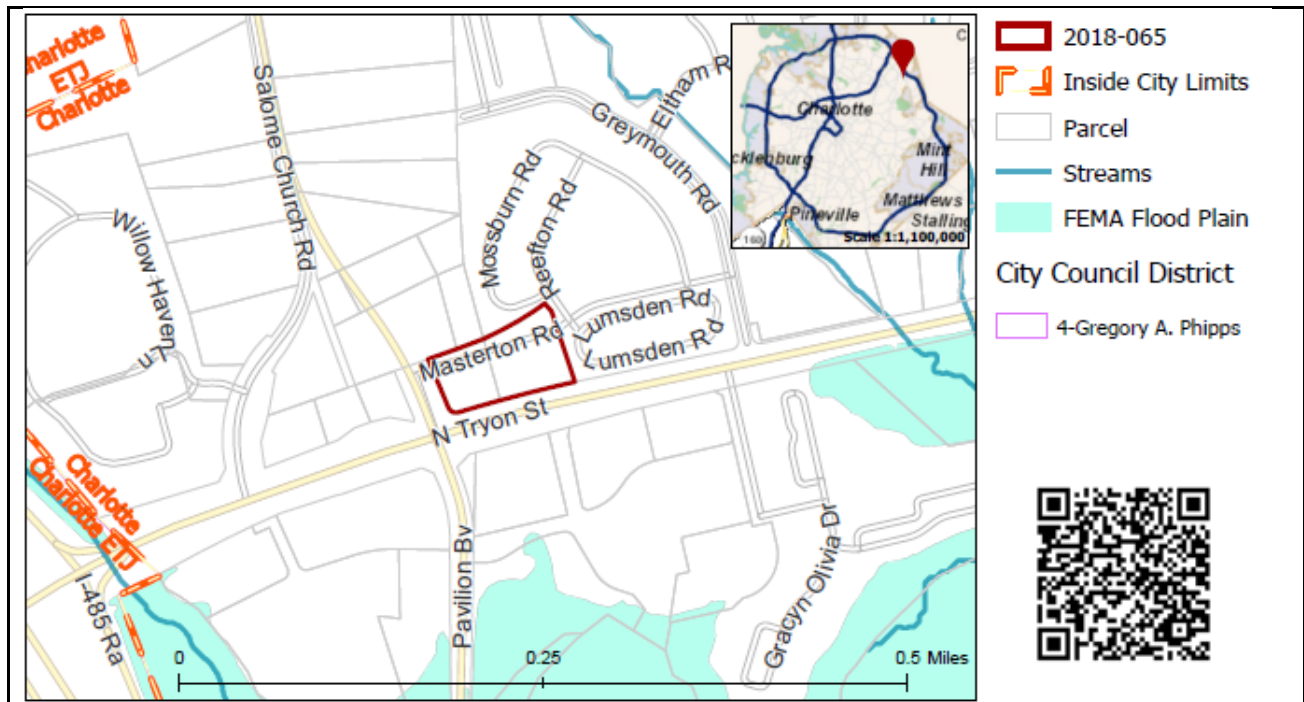 Charlotte
ETJ
Charlotte
Salome Church Rd
Willow Haven
Ln
Mossburn Rd
Reefton Rd
Greymouth Rd
Eltham R
Masterton Rd
Lumsden Rd
Lumsden Rd
N Tryon St
Charlotte
Charlotte ETJ
I-485 Ra
Pavilion Bv
Gracyn Olivia Dr
0
0.25
0.5 Miles
C
Charlotte
cklenburg
Mint
Hill
Matthews
Stalling
Pineville
160
Scale 1:1,100,000
2018-065
Inside City Limits
Parcel
Streams
FEMA Flood Plain
City Council District
4-Gregory A. Phipps